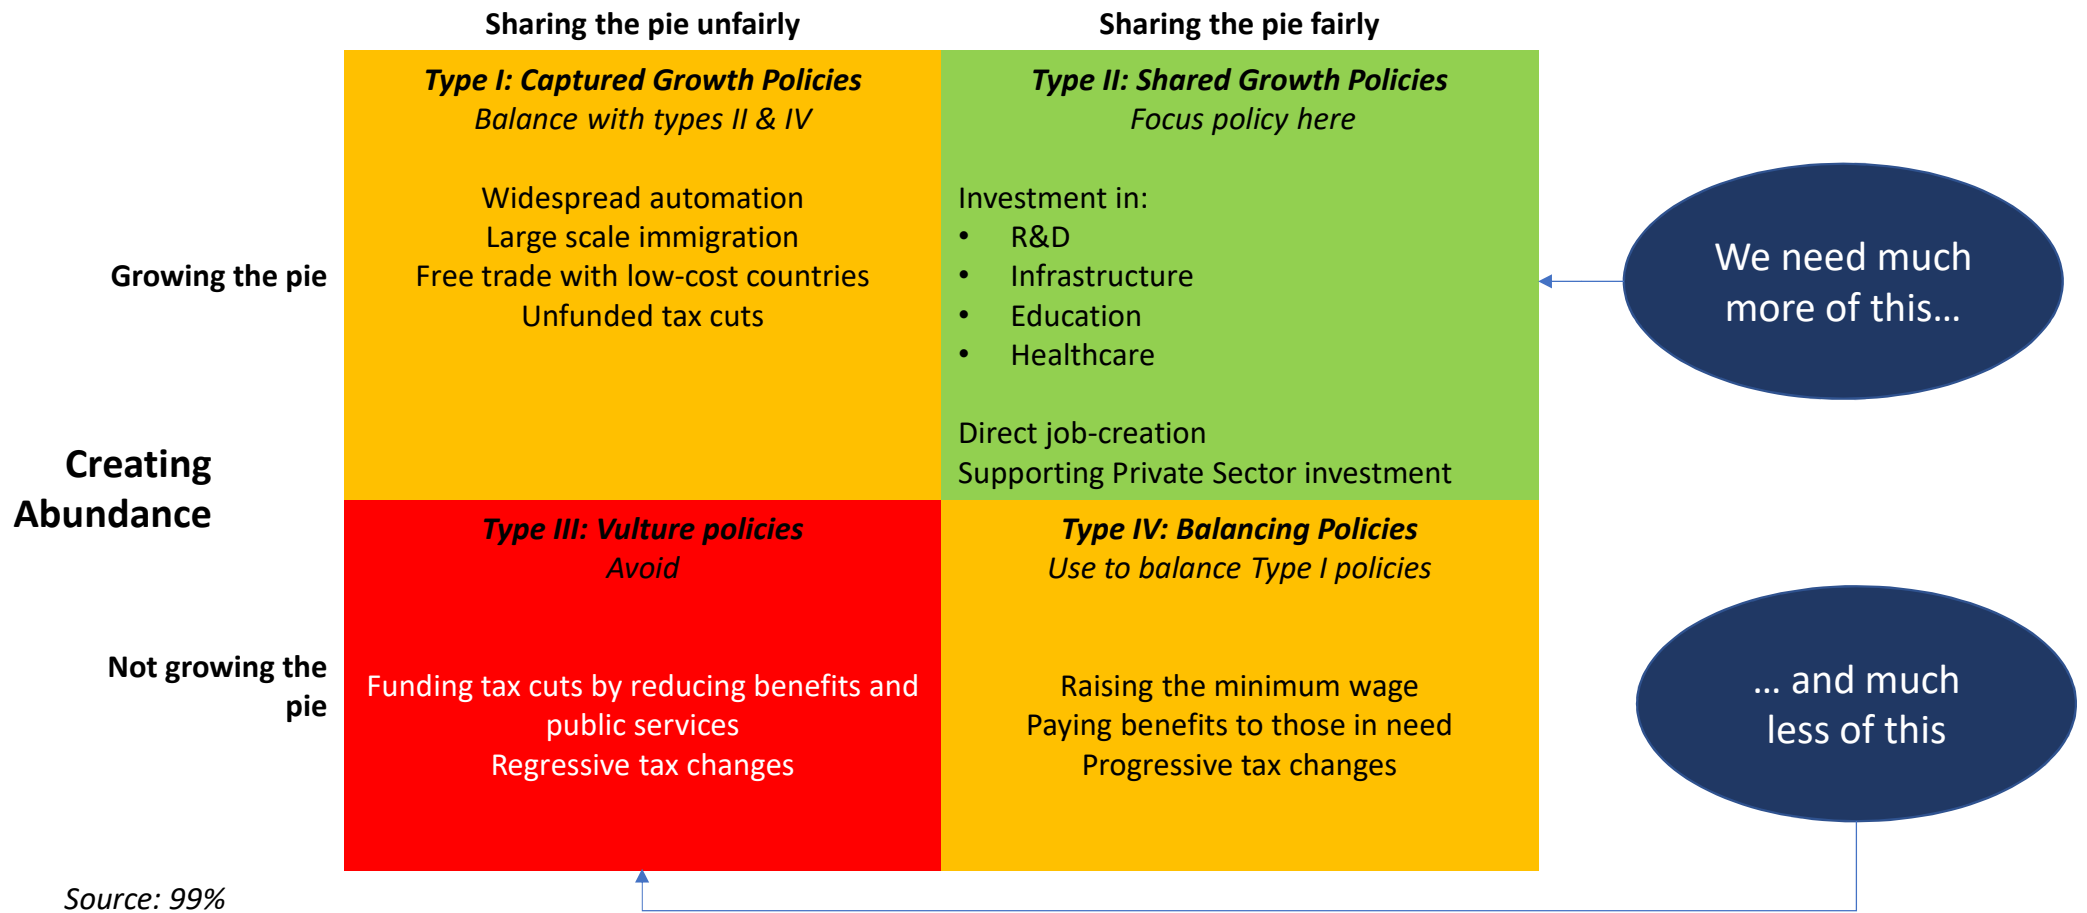 Sharing the pie unfairly
Sharing the pie fairly
Type I: Captured Growth Policies
Balance with types II & IV
Widespread automation
Large scale immigration
Free trade with low-cost countries
Unfunded tax cuts
Type II: Shared Growth Policies
Focus policy here
Investment in:
• R&D
• Infrastructure
• Education
• Healthcare
Direct job-creation
Supporting Private Sector investment
Growing the pie
We need much
more of this…
Creating
Abundance
Type III: Vulture policies
Avoid
Funding tax cuts by reducing benefits and
public services
Regressive tax changes
Type IV: Balancing Policies
Use to balance Type I policies
Raising the minimum wage
Paying benefits to those in need
Progressive tax changes
Not growing the
pie
… and much
less of this
Source: 99%